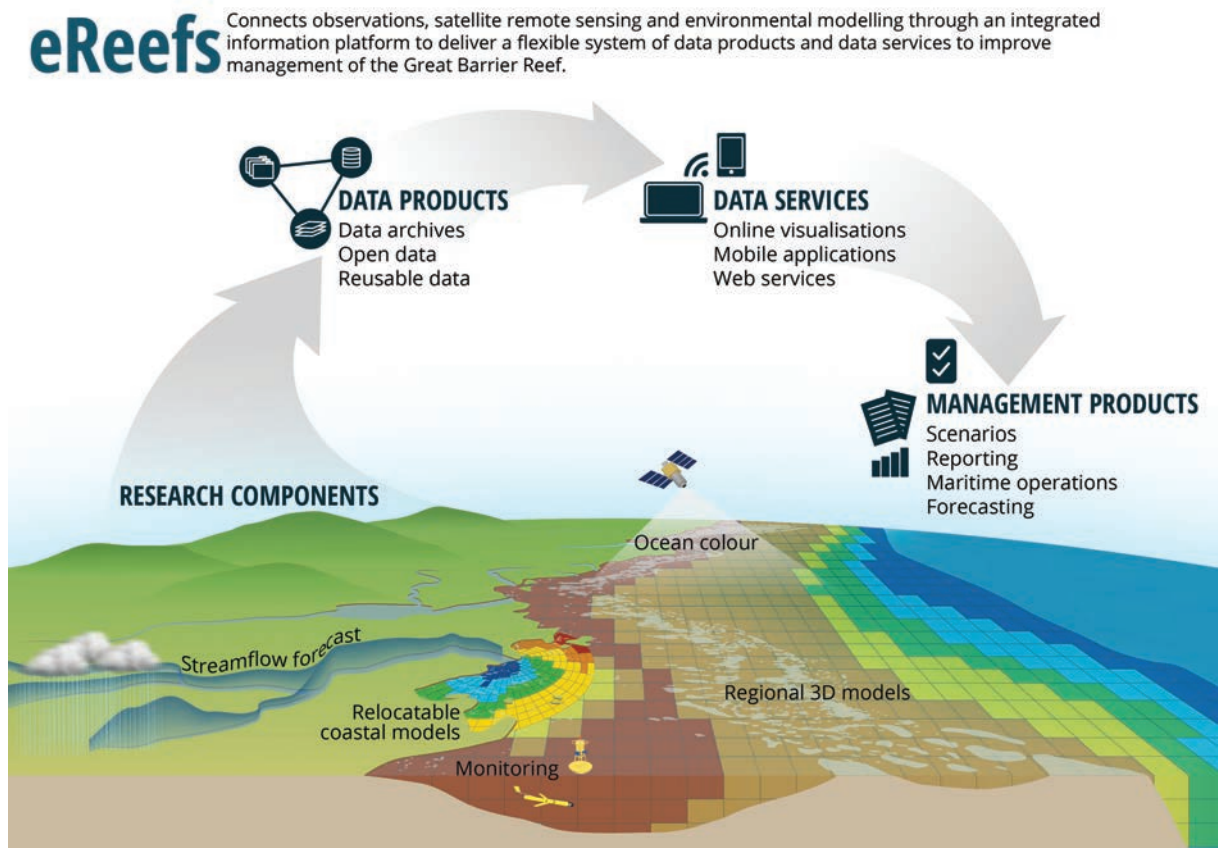 eReefs
Connects observations, satellite remote sensing and environmental modelling through an integrated
information platform to deliver a flexible system of data products and data services to improve
management of the Great Barrier Reef.
DATA PRODUCTS
Data archives
Open data
Reusable data
DATA SERVICES
Online visualisations
Mobile applications
Web services
MANAGEMENT PRODUCTS
Scenarios
Reporting
Maritime operations
Forecasting
RESEARCH COMPONENTS
Ocean colour
Streamflow forecast
Regional 3D models
Relocatable
coastal models
Monitoring